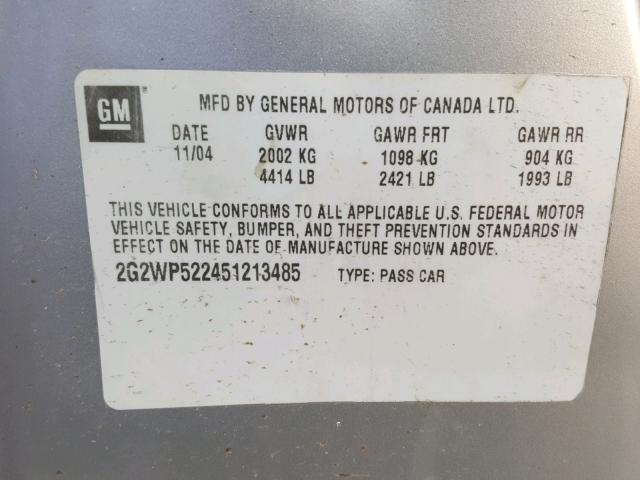 GM
MFD BY GENERAL MOTORS OF CANADA LTD.
DATE GVWR GAWR FRT GAWR RR
11/04 2002 KG 1098 KG 904 KG
4414 LB 2421 LB 1993 LB
THIS VEHICLE CONFORMS TO ALL APPLICABLE U.S. FEDERAL MOTOR
VEHICLE SAFETY, BUMPER, AND THEFT PREVENTION STANDARDS IN
EFFECT ON THE DATE OF MANUFACTURE SHOWN ABOVE.
2G2WP522451213485 TYPE: PASS CAR